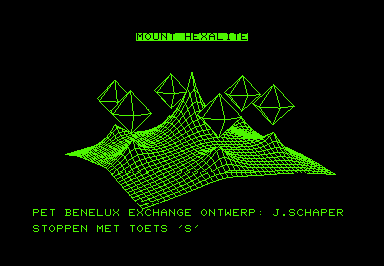 MOUNT HEXALITE
PET BENELUX EXCHANGE ONTWERP: J.SCHAPER
STOPPEN MET TOETS 'S'